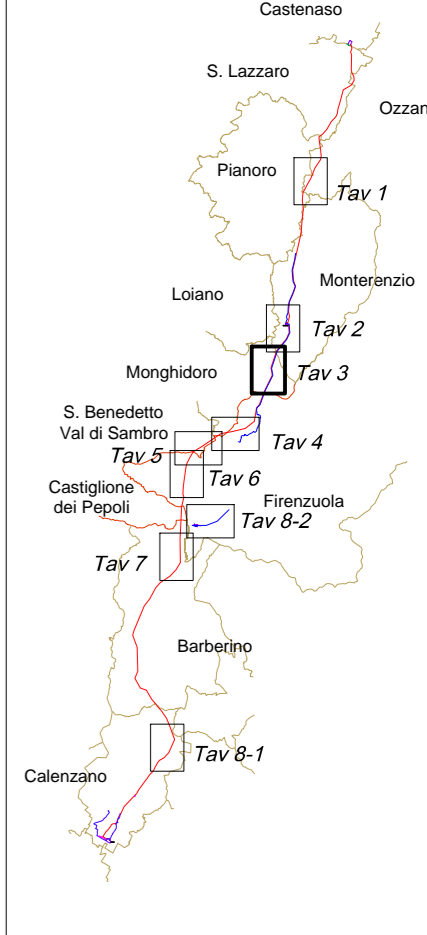 Castenaso
S. Lazzaro
Ozzan
Pianoro
Tav 1
Monterenzio
Loiano
Tav 2
Monghidoro
Tav 3
S. Benedetto
Val di Sambro
Tav 4
Tav 5
Tav 6
Castiglione
dei Pepoli
Firenzuola
Tav 8-2
Tav 7
Barberino
Tav 8-1
Calenzano